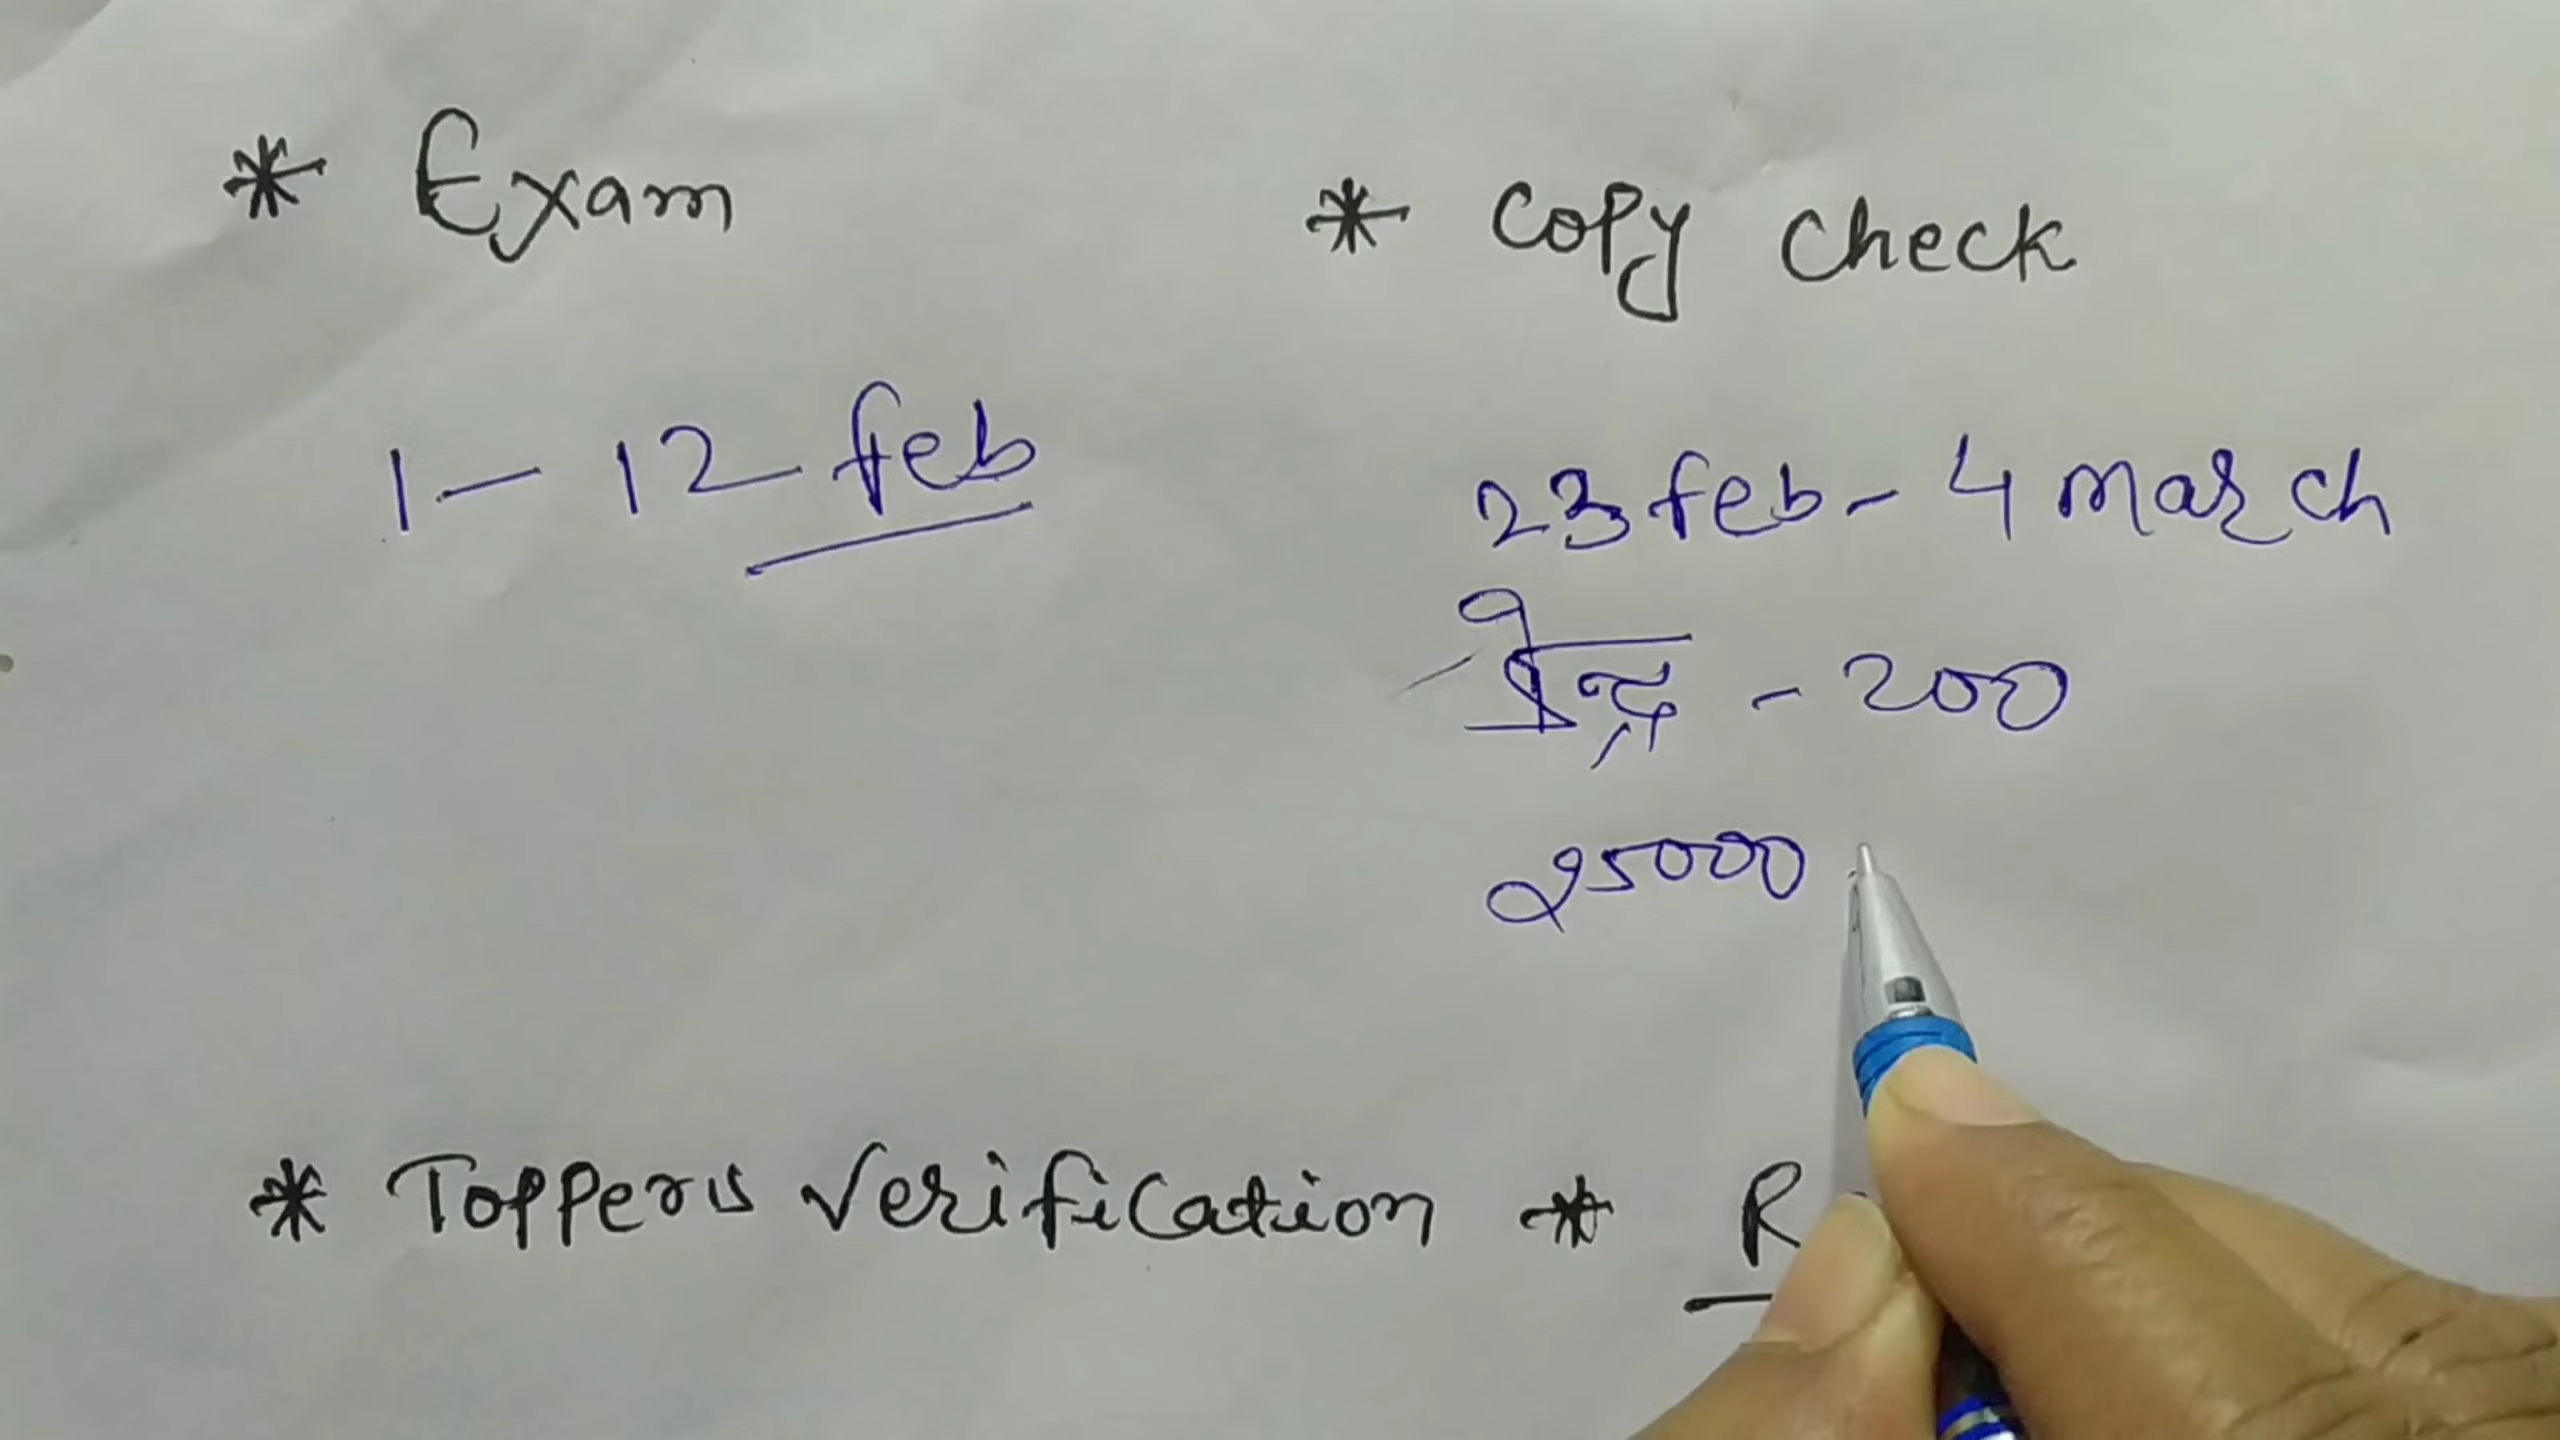 * Exam
* Copy Check
1 - 12 feb
23 feb - 4 march
केन्द्र - 200
25000
* Toppers Verification
* R